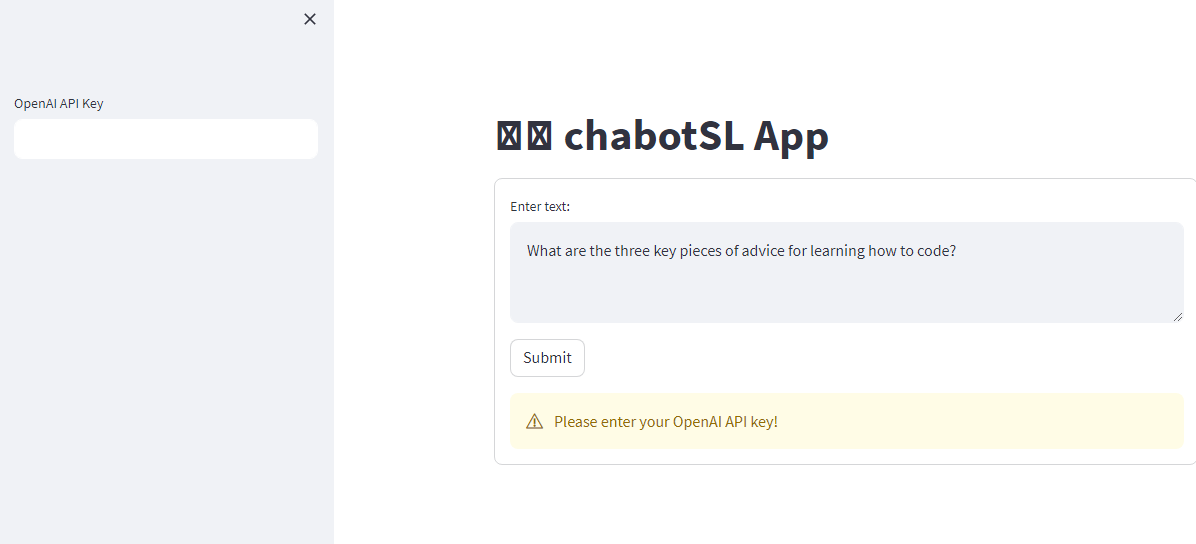 OpenAI API Key
chabotSL App
Enter text:
What are the three key pieces of advice for learning how to code?
Submit
Please enter your OpenAI API key!